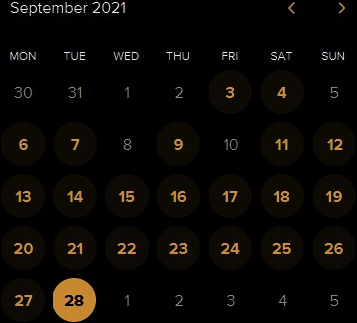 September 2021
MON TUE WED THU FRI SAT SUN
30 31 1 2 3 4 5
6 7 8 9 10 11 12
13 14 15 16 17 18 19
20 21 22 23 24 25 26
27 28 1 2 3 4 5